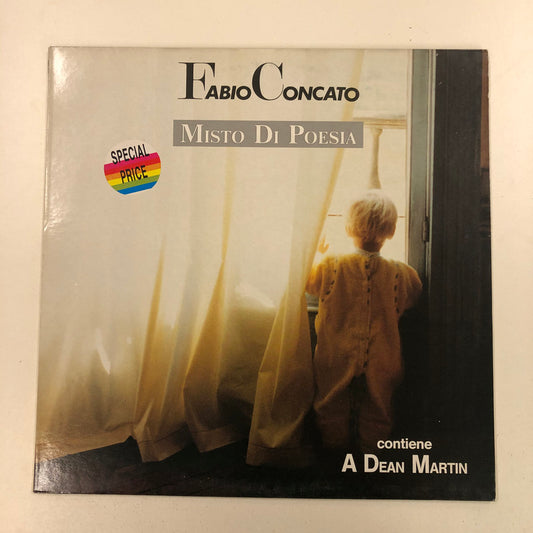 FABIO CONCATO
MISTO DI POESIA
SPECIAL
PRICE
contiene
A DEAN MARTIN